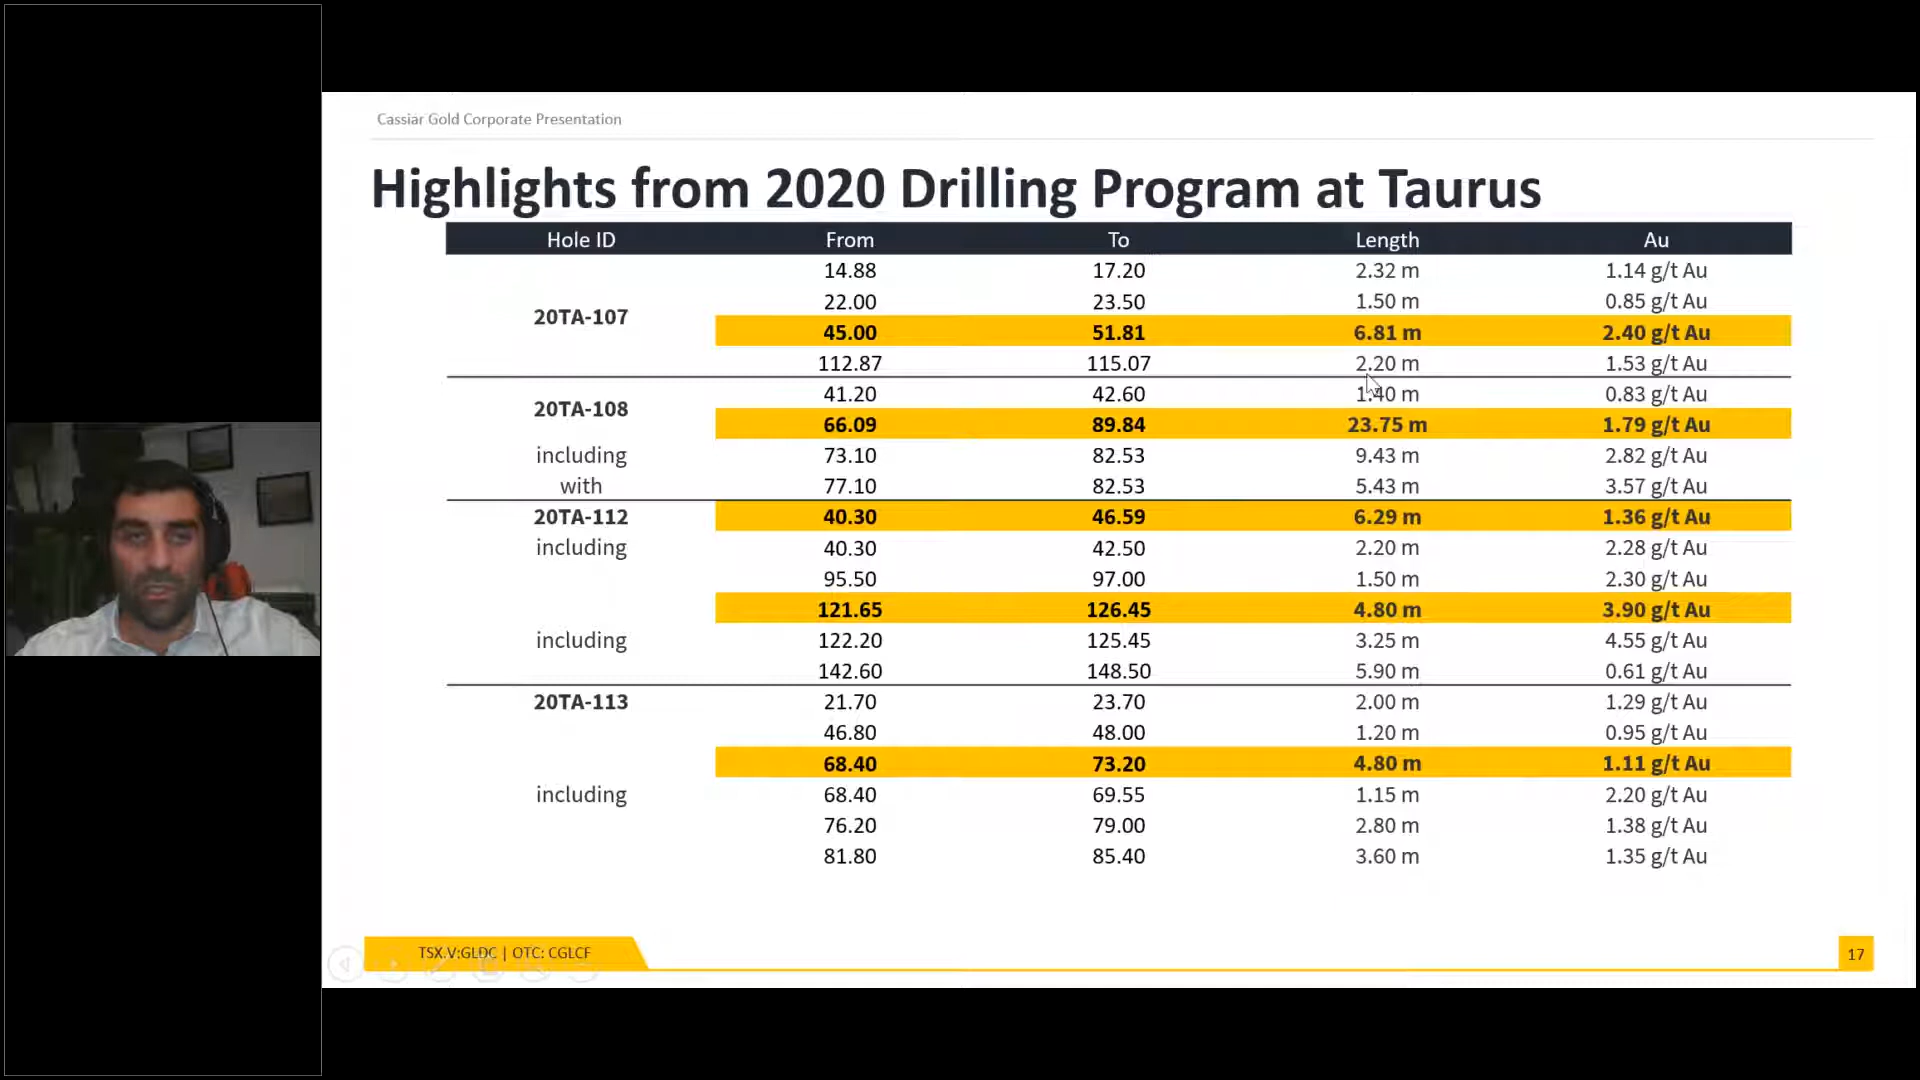 Cassiar Gold Corporate Presentation
Highlights from 2020 Drilling Program at Taurus
Hole ID From To Length Au
14.88 17.20 2.32 m 1.14 g/t Au
22.00 23.50 1.50 m 0.85 g/t Au
20TA-107
45.00 51.81 6.81 m 2.40 g/t Au
112.87 115.07 2.20 m 1.53 g/t Au
41.20 42.60 1.40 m 0.83 g/t Au
20TA-108
66.09 89.84 23.75 m 1.79 g/t Au
including 73.10 82.53 9.43 m 2.82 g/t Au
with 77.10 82.53 5.43 m 3.57 g/t Au
20TA-112 40.30 46.59 6.29 m 1.36 g/t Au
including 40.30 42.50 2.20 m 2.28 g/t Au
95.50 97.00 1.50 m 2.30 g/t Au
121.65 126.45 4.80 m 3.90 g/t Au
including 122.20 125.45 3.25 m 4.55 g/t Au
142.60 148.50 5.90 m 0.61 g/t Au
20TA-113 21.70 23.70 2.00 m 1.29 g/t Au
46.80 48.00 1.20 m 0.95 g/t Au
68.40 73.20 4.80 m 1.11 g/t Au
including 68.40 69.55 1.15 m 2.20 g/t Au
76.20 79.00 2.80 m 1.38 g/t Au
81.80 85.40 3.60 m 1.35 g/t Au
TSX.V:GLDC | OTC: CGLCF
17